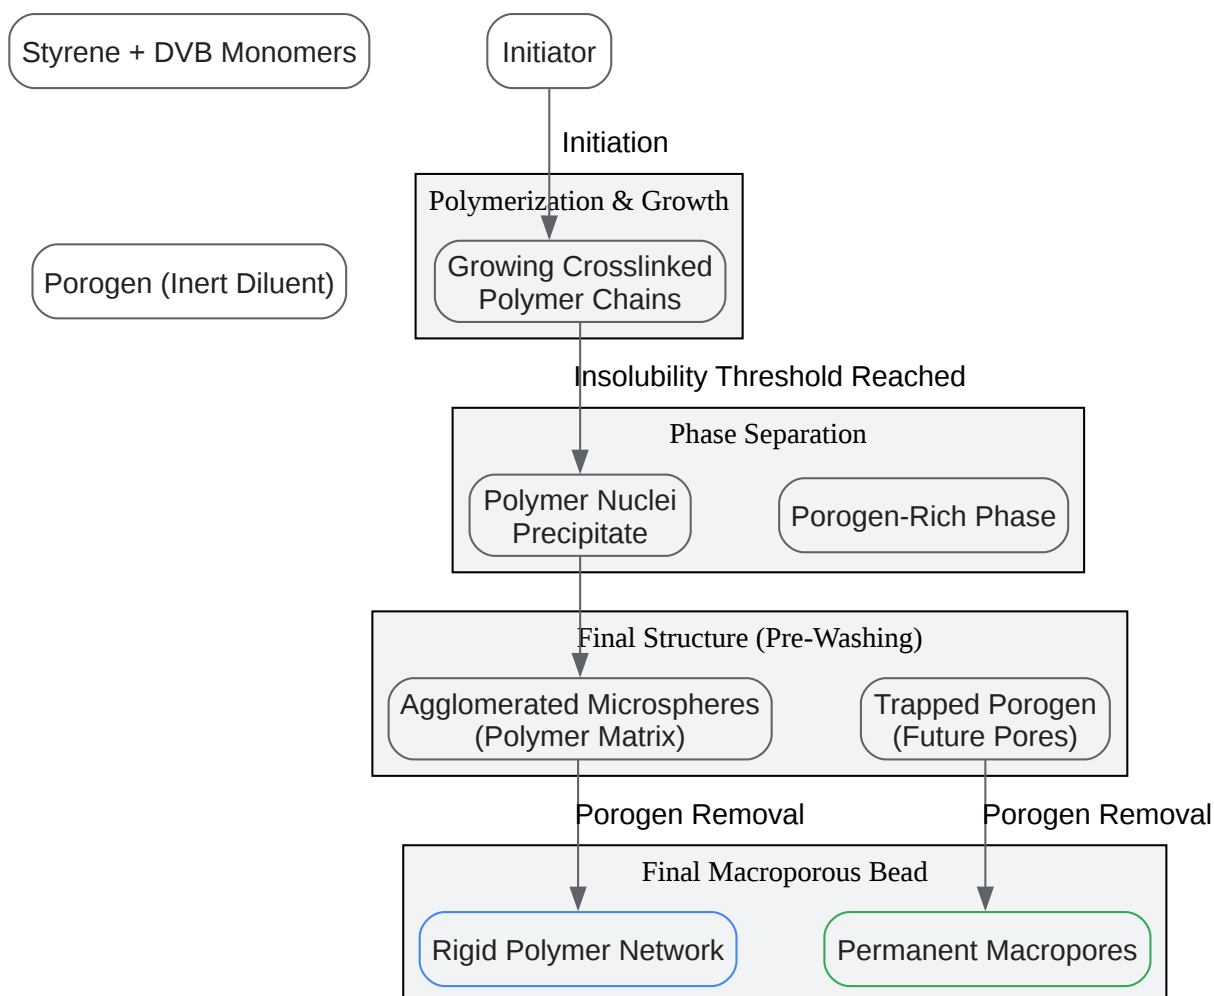 Styrene + DVB Monomers
Initiator
Initiation
Polymerization & Growth
Porogen (Inert Diluent)
Growing Crosslinked
Polymer Chains
Insolubility Threshold Reached
Phase Separation
Polymer Nuclei
Precipitate
Porogen-Rich Phase
Final Structure (Pre-Washing)
Agglomerated Microspheres
(Polymer Matrix)
Trapped Porogen
(Future Pores)
Porogen Removal
Porogen Removal
Final Macroporous Bead
Rigid Polymer Network
Permanent Macropores